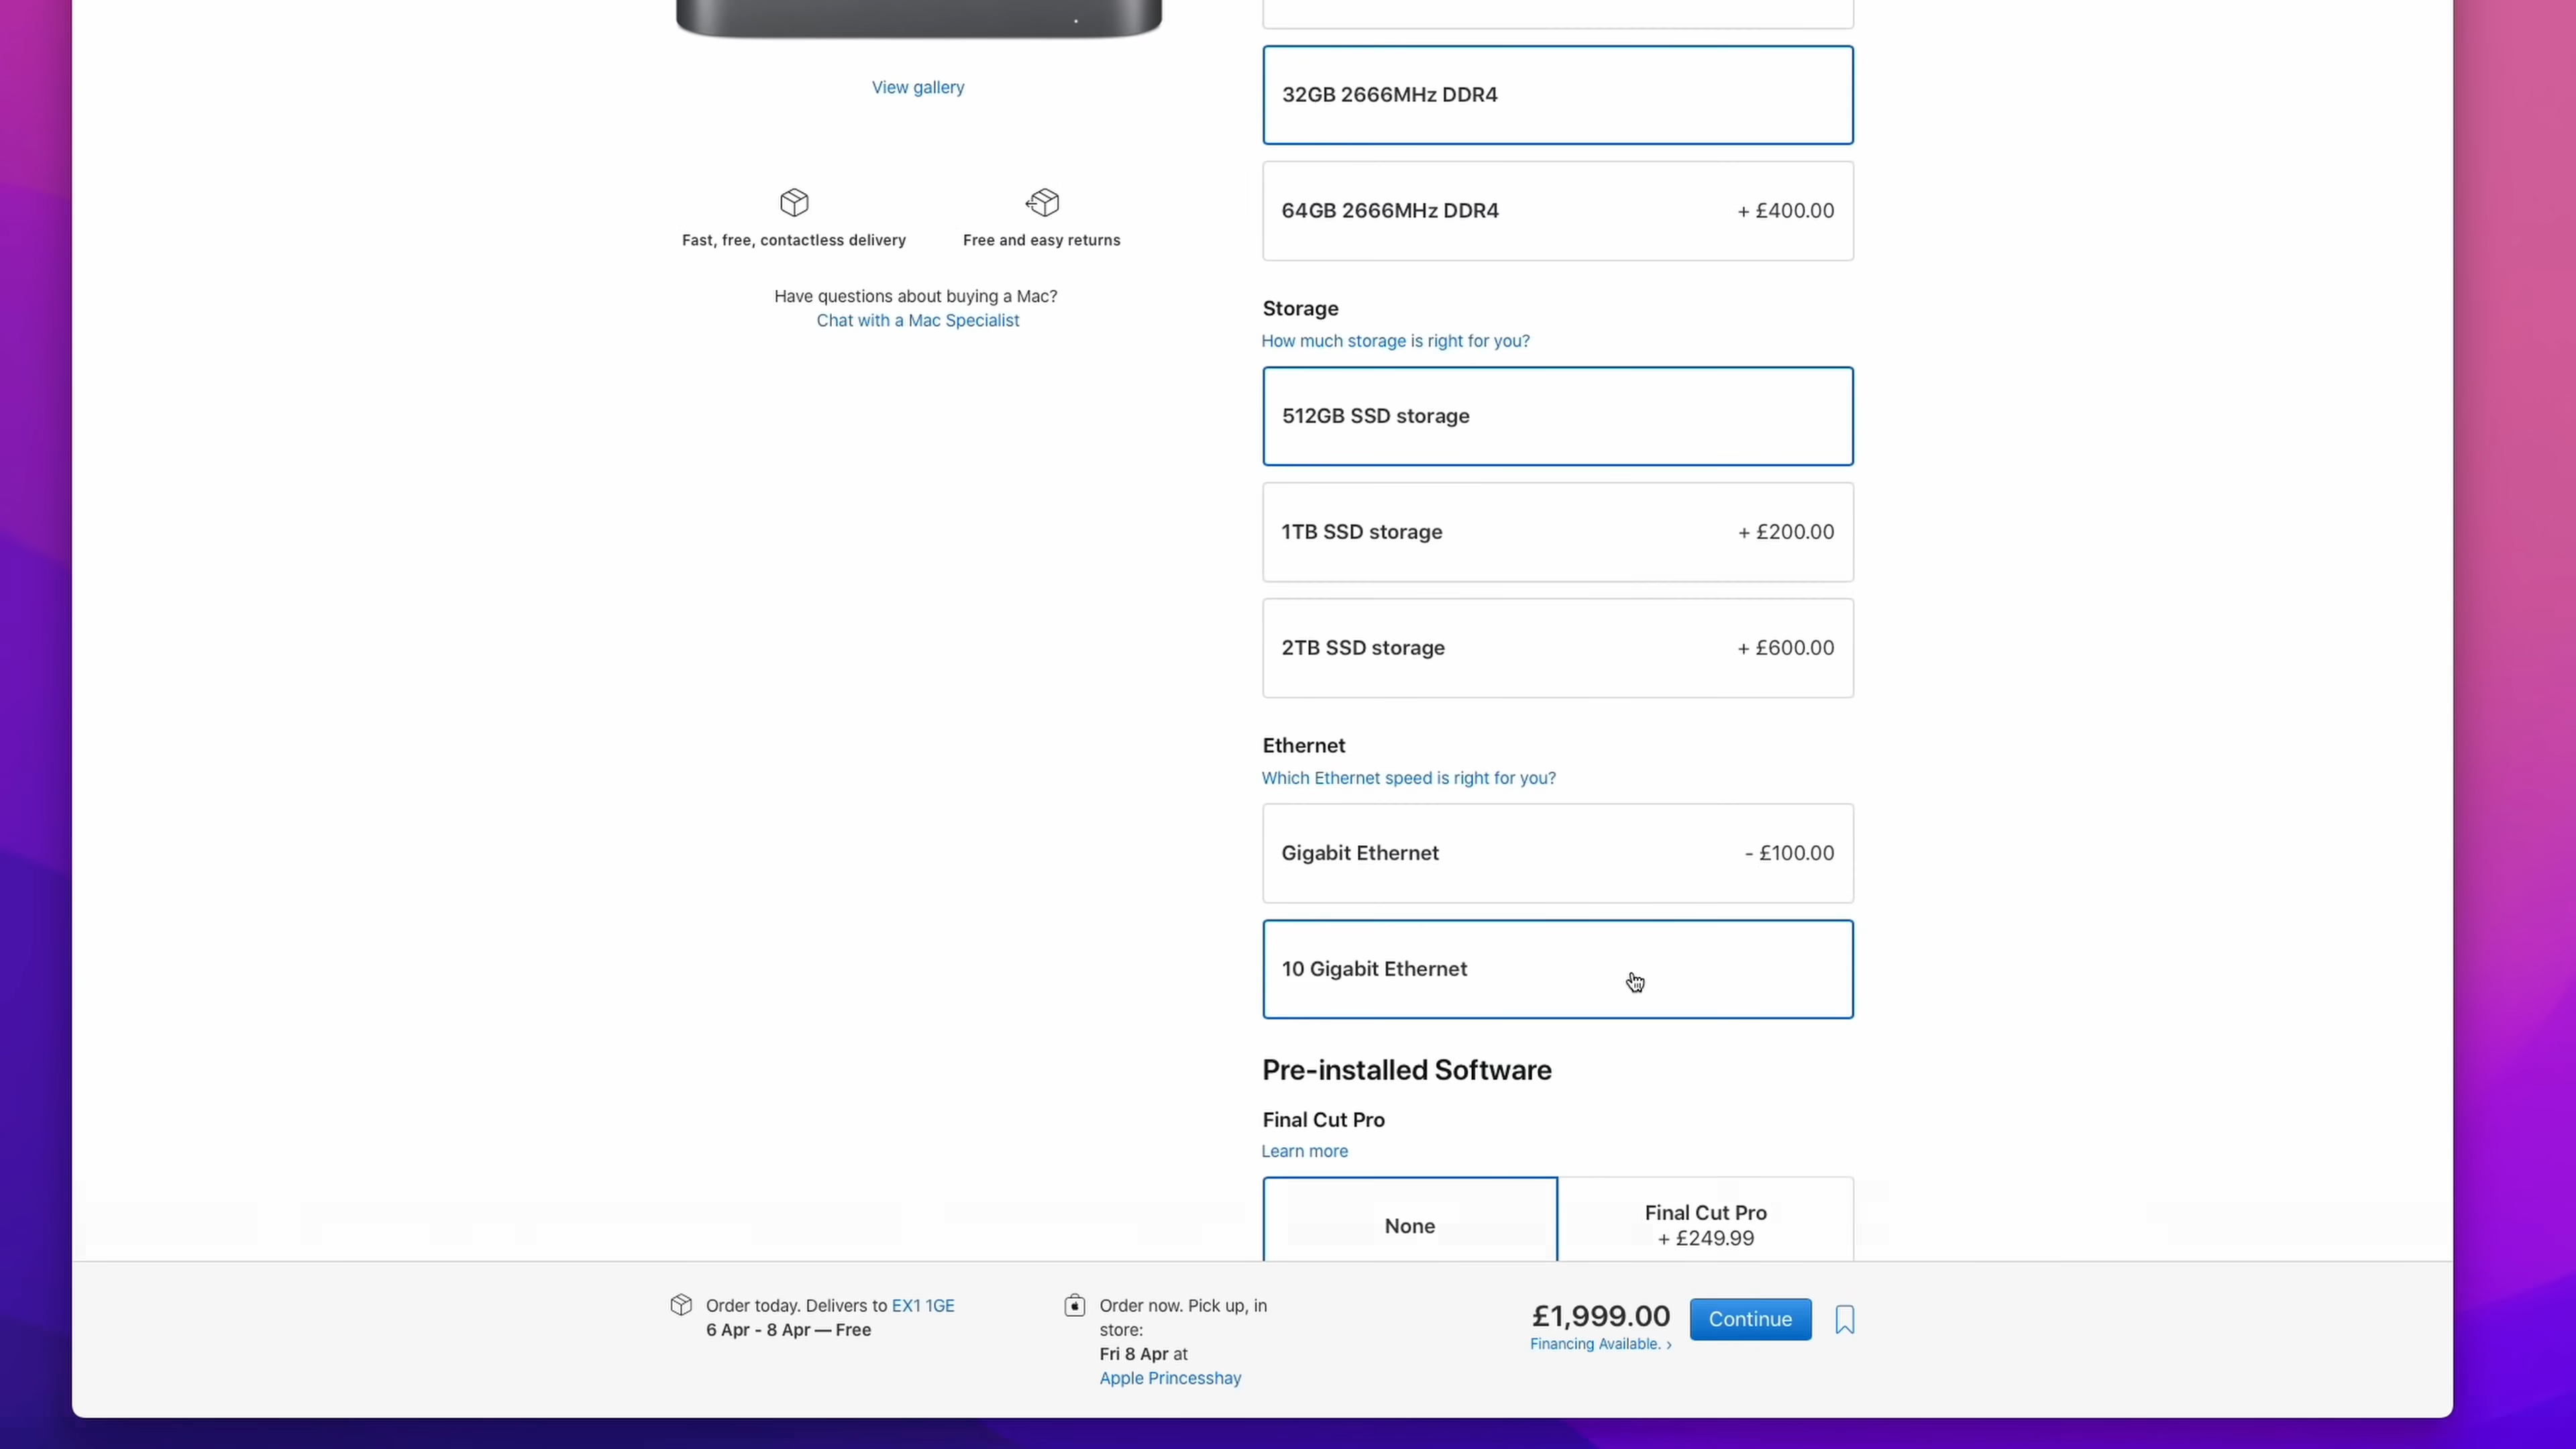 View gallery
Fast, free, contactless delivery
Free and easy returns
Have questions about buying a Mac?
Chat with a Mac Specialist
32GB 2666MHz DDR4
64GB 2666MHz DDR4 + £400.00
Storage
How much storage is right for you?
512GB SSD storage
1TB SSD storage + £200.00
2TB SSD storage + £600.00
Ethernet
Which Ethernet speed is right for you?
Gigabit Ethernet - £100.00
10 Gigabit Ethernet
Pre-installed Software
Final Cut Pro
Learn more
None
Final Cut Pro
+ £249.99
Order today. Delivers to EX1 1GE
6 Apr - 8 Apr — Free
Order now. Pick up, in
store:
Fri 8 Apr at
Apple Princesshay
£1,999.00
Financing Available. ›
Continue